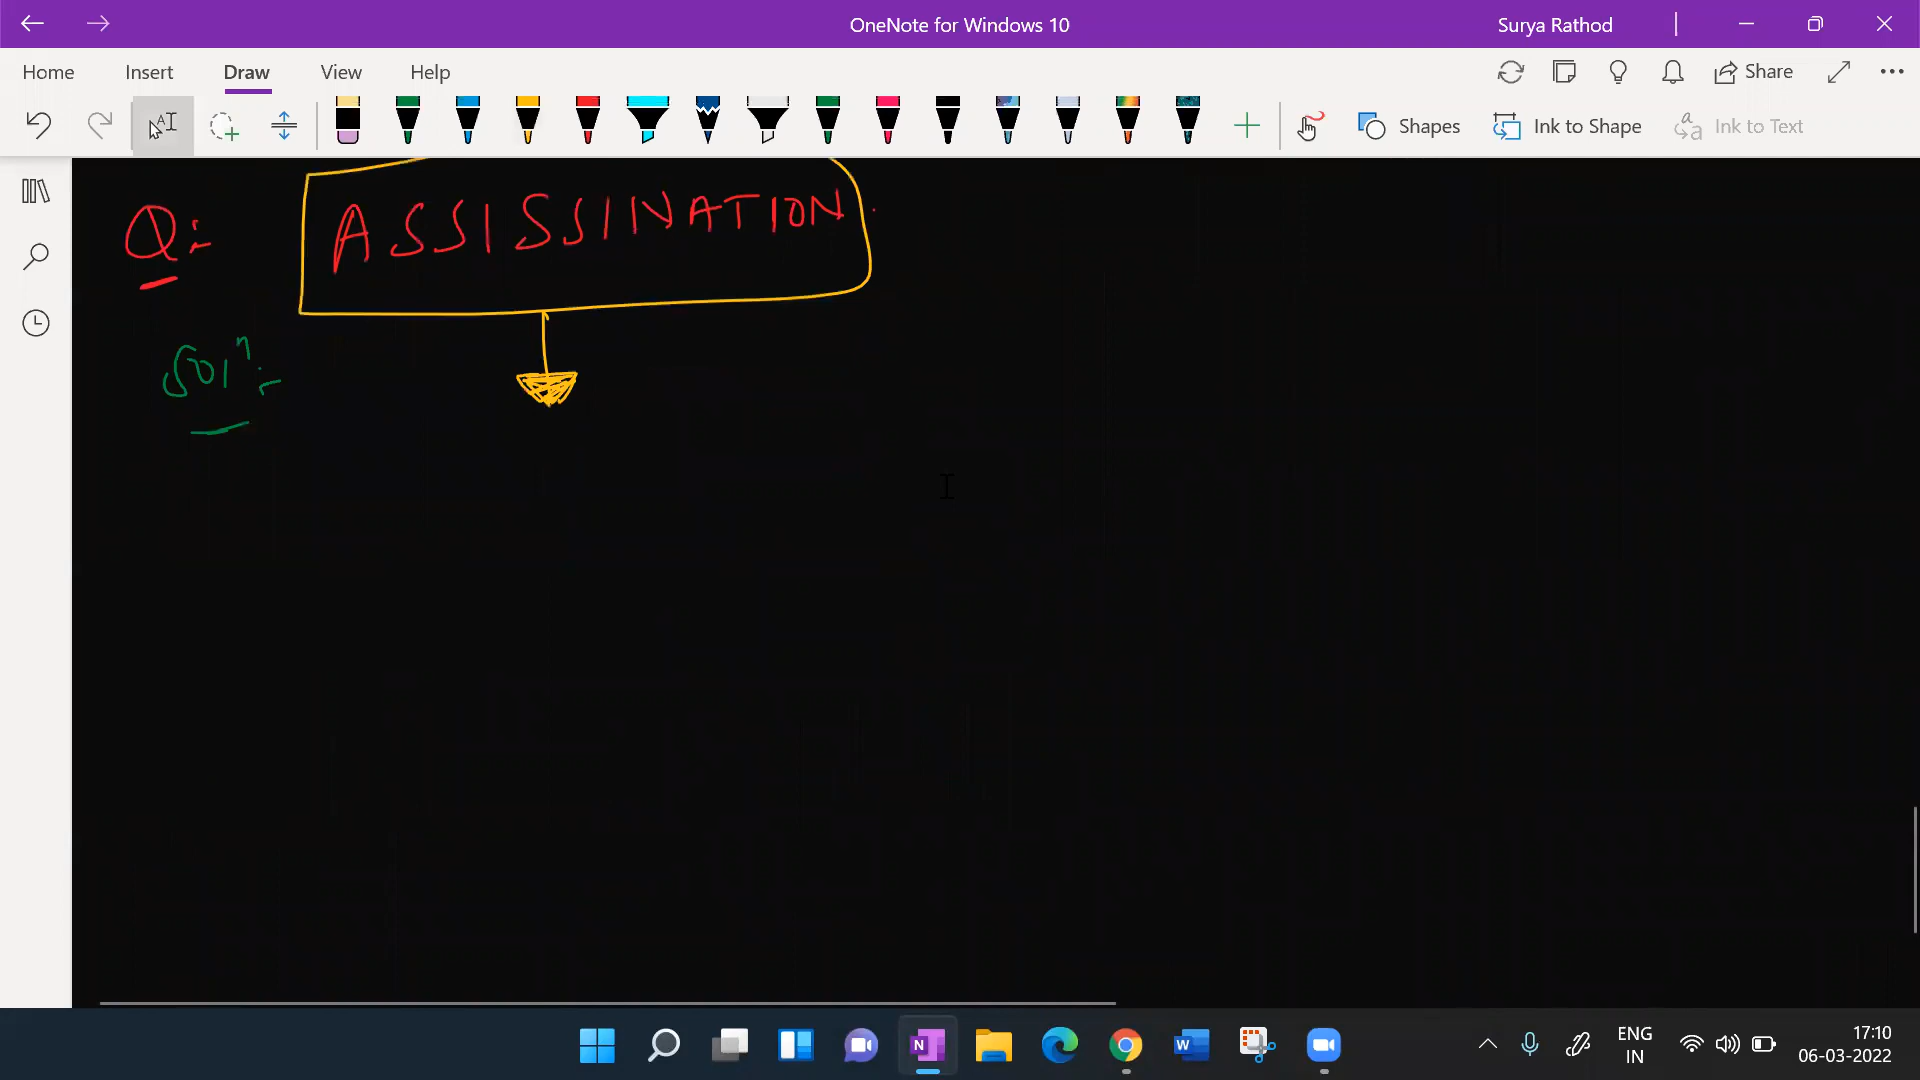 OneNote for Windows 10
Surya Rathod
Home Insert Draw View Help
Share
Shapes Ink to Shape Ink to Text
Q:-
ASSISSINATION.
Solⁿ:-
ENG
IN
17:10
06-03-2022